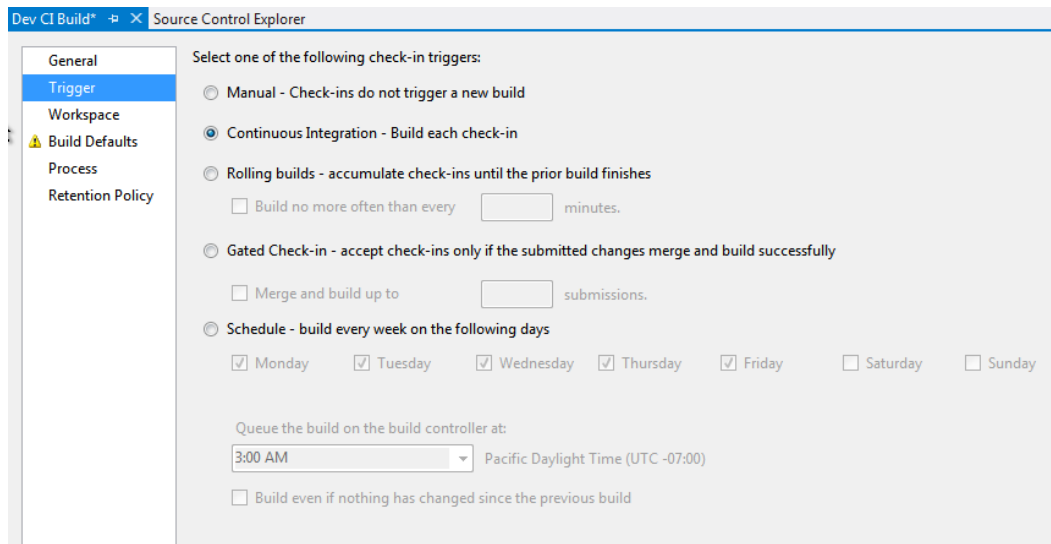 Dev CI Build* Source Control Explorer
General
Trigger
Workspace
Build Defaults
Process
Retention Policy
Select one of the following check-in triggers:
Manual - Check-ins do not trigger a new build
Continuous Integration - Build each check-in
Rolling builds - accumulate check-ins until the prior build finishes
Build no more often than every minutes.
Gated Check-in - accept check-ins only if the submitted changes merge and build successfully
Merge and build up to submissions.
Schedule - build every week on the following days
Monday Tuesday Wednesday Thursday Friday Saturday Sunday
Queue the build on the build controller at:
3:00 AM Pacific Daylight Time (UTC -07:00)
Build even if nothing has changed since the previous build